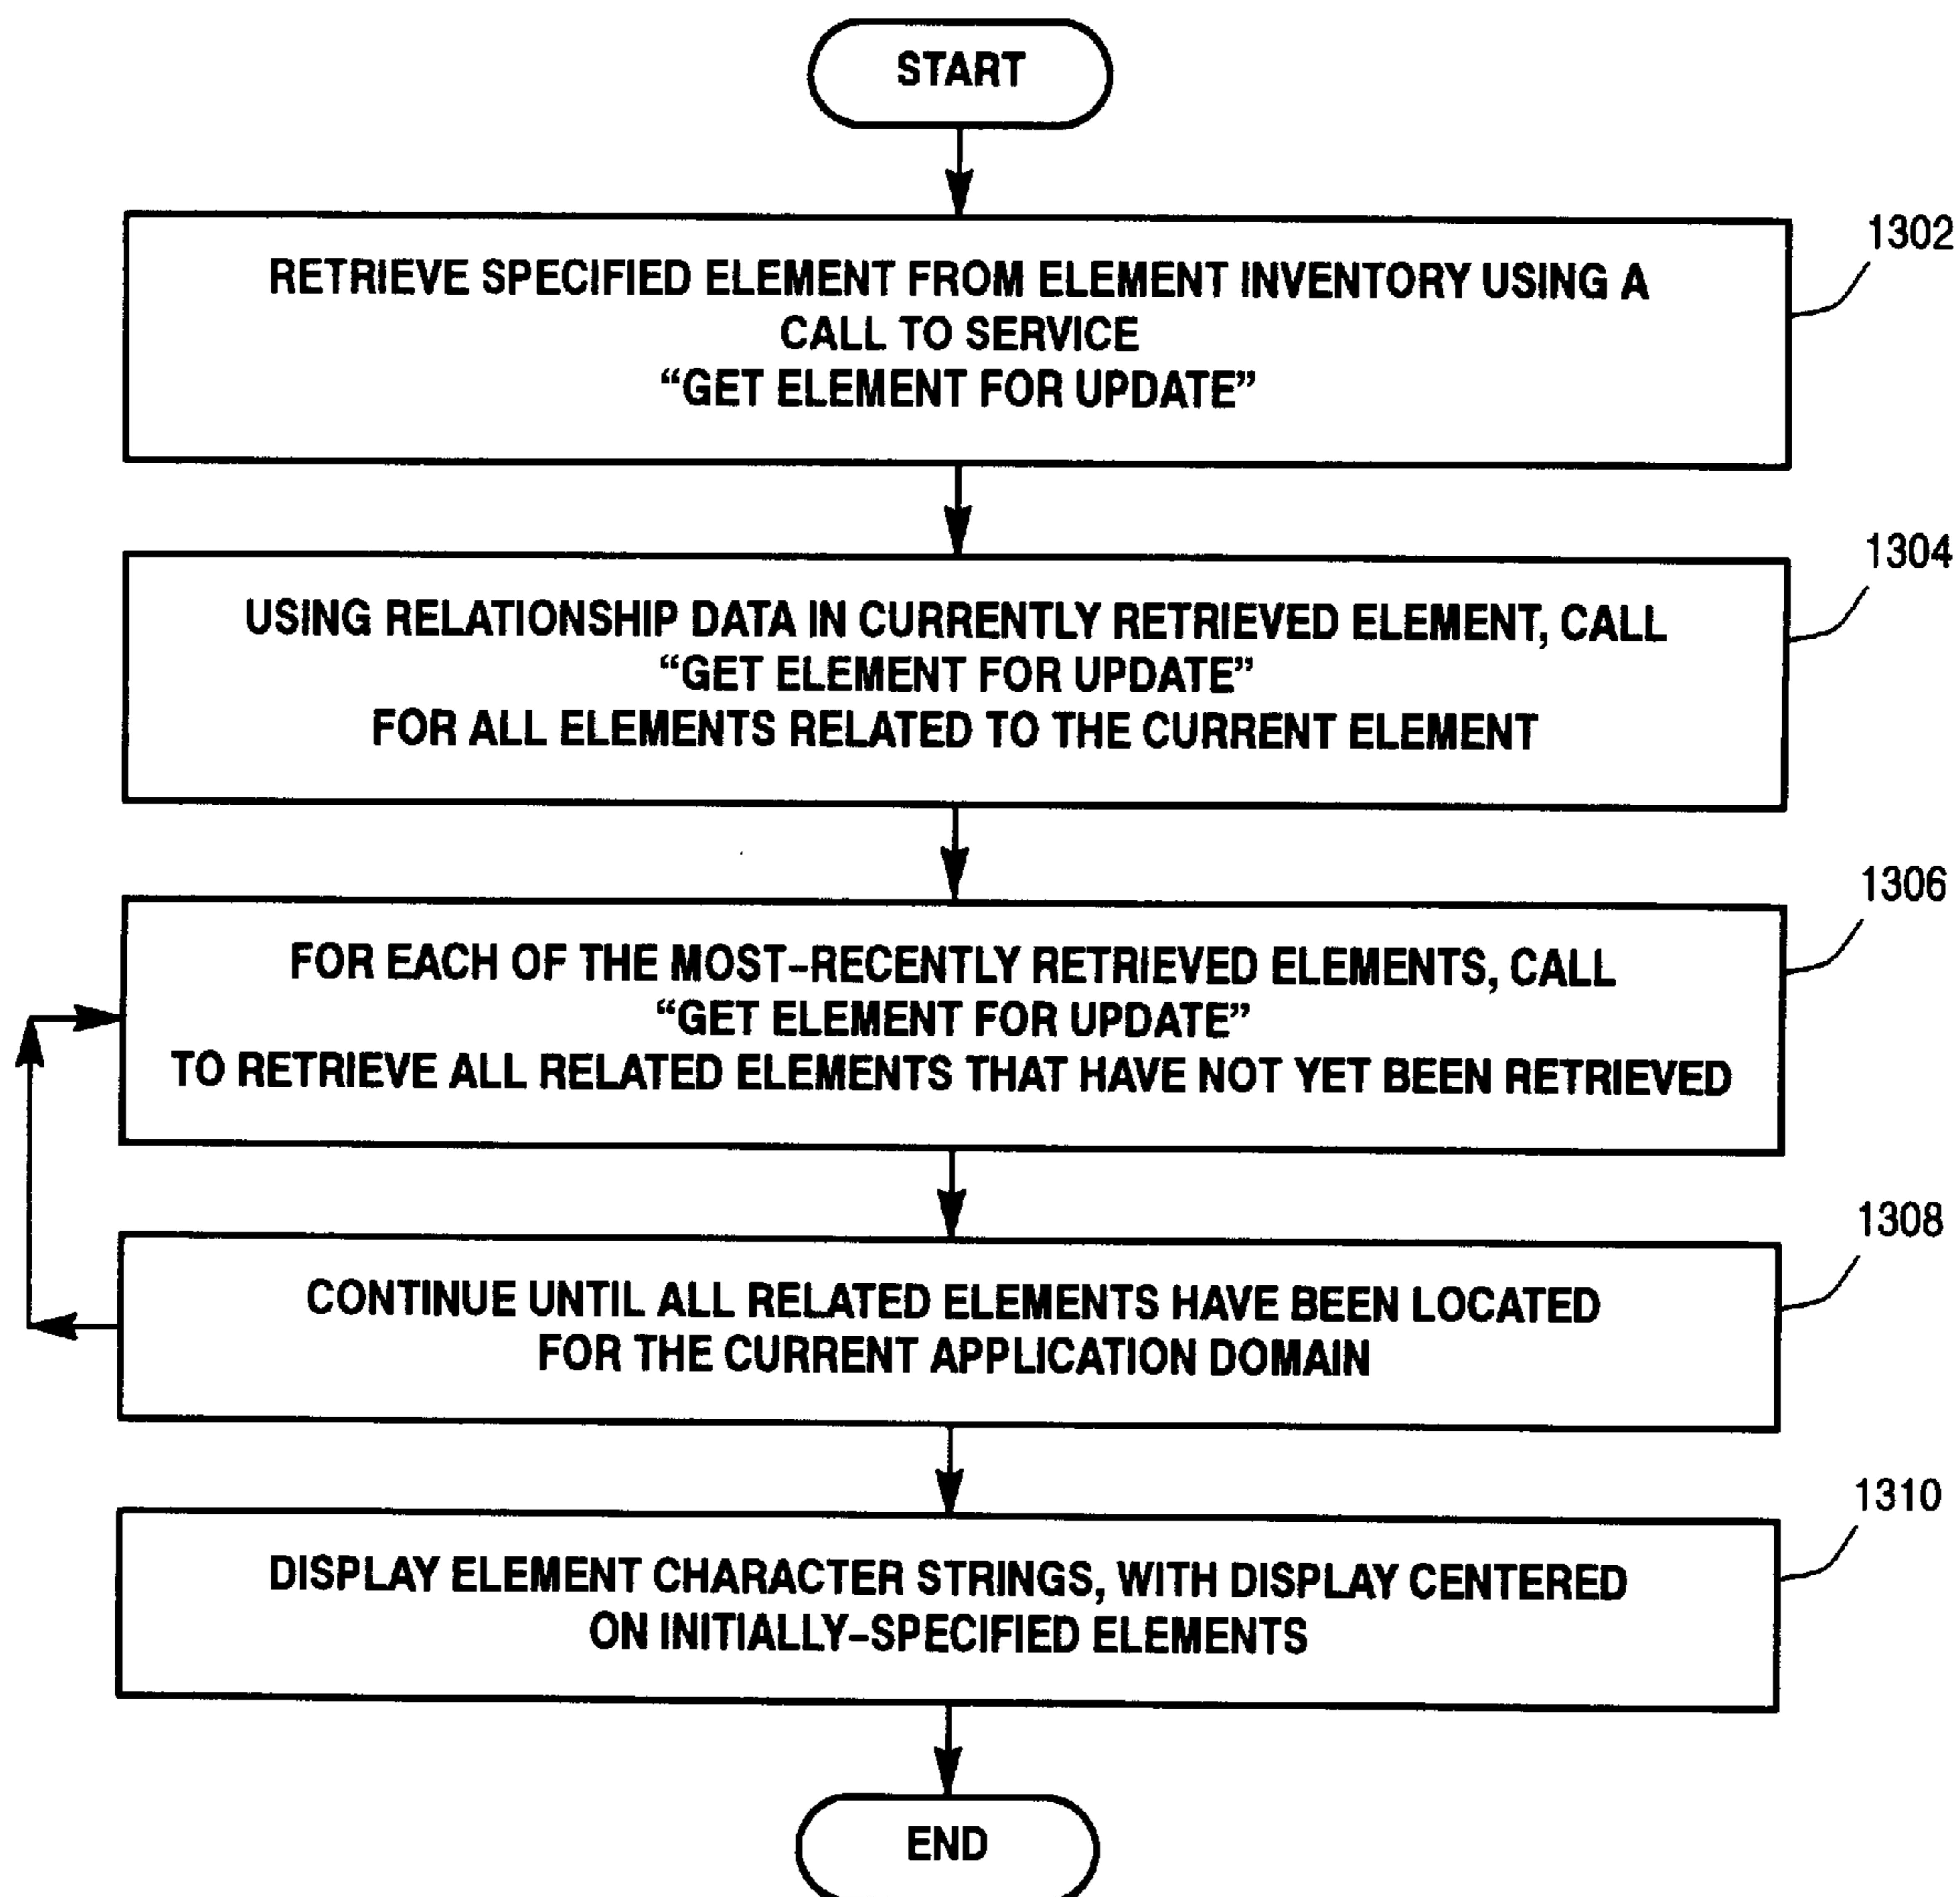 START
1302
RETRIEVE SPECIFIED ELEMENT FROM ELEMENT INVENTORY USING A
CALL TO SERVICE
“GET ELEMENT FOR UPDATE”
1304
USING RELATIONSHIP DATA IN CURRENTLY RETRIEVED ELEMENT, CALL
“GET ELEMENT FOR UPDATE”
FOR ALL ELEMENTS RELATED TO THE CURRENT ELEMENT
1306
FOR EACH OF THE MOST–RECENTLY RETRIEVED ELEMENTS, CALL
“GET ELEMENT FOR UPDATE”
TO RETRIEVE ALL RELATED ELEMENTS THAT HAVE NOT YET BEEN RETRIEVED
1308
CONTINUE UNTIL ALL RELATED ELEMENTS HAVE BEEN LOCATED
FOR THE CURRENT APPLICATION DOMAIN
1310
DISPLAY ELEMENT CHARACTER STRINGS, WITH DISPLAY CENTERED
ON INITIALLY–SPECIFIED ELEMENTS
END